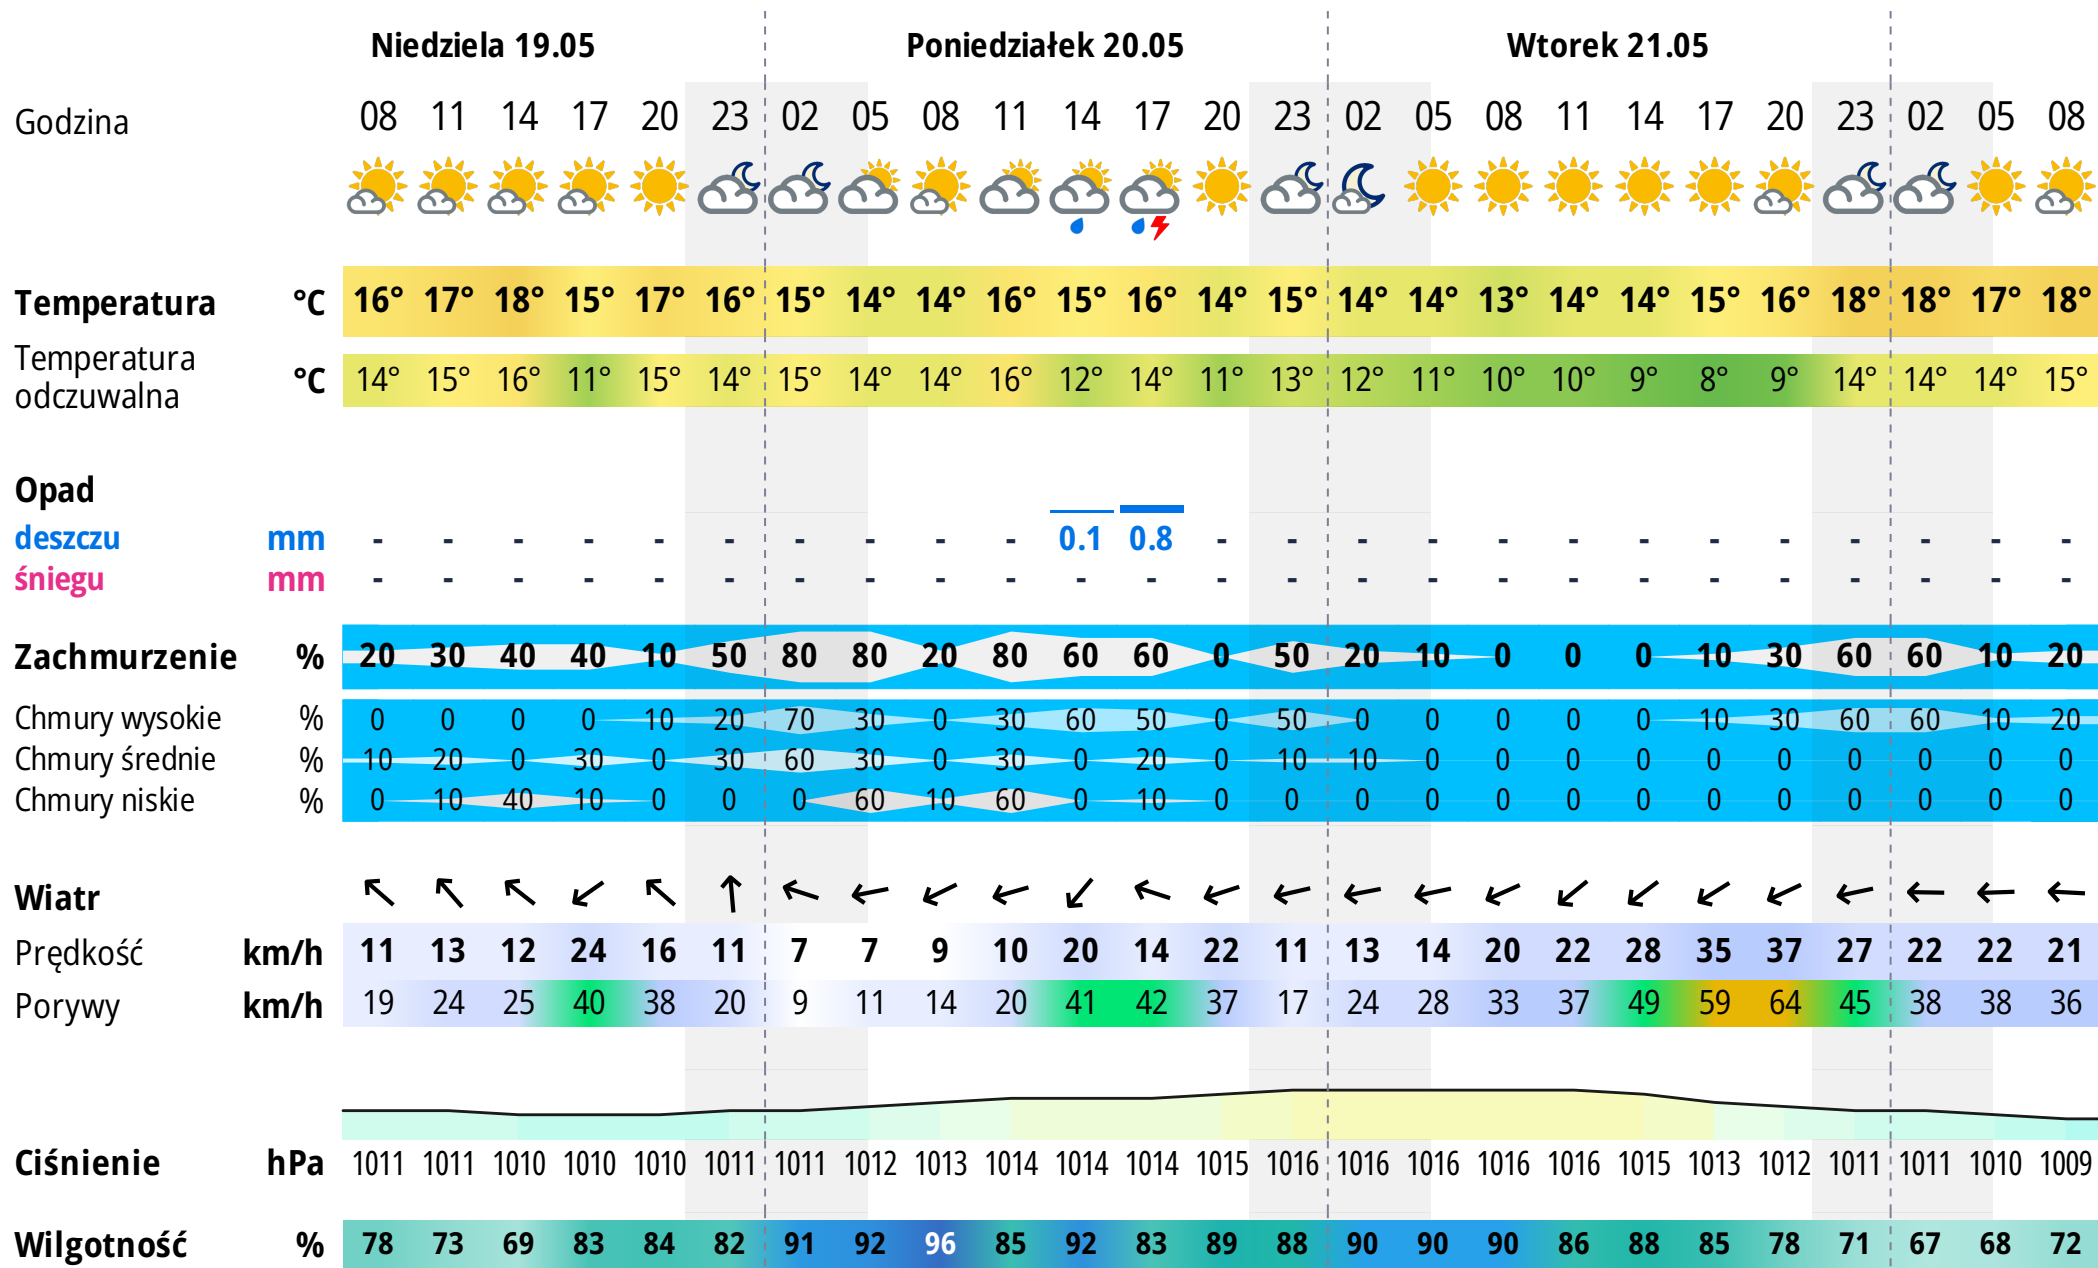 Niedziela 19.05 Poniedziałek 20.05 Wtorek 21.05
Godzina 08 11 14 17 20 23 02 05 08 11 14 17 20 23 02 05 08 11 14 17 20 23 02 05 08
Temperatura °C 16° 17° 18° 15° 17° 16° 15° 14° 14° 16° 15° 16° 14° 15° 14° 14° 13° 14° 14° 15° 16° 18° 18° 17° 18°
Temperatura
odczuwalna °C 14° 15° 16° 11° 15° 14° 15° 14° 14° 16° 12° 14° 11° 13° 12° 11° 10° 10° 9° 8° 9° 14° 14° 14° 15°
Opad
deszczu mm - - - - - - - - - - 0.1 0.8 - - - - - - - - - - - - -
śniegu mm - - - - - - - - - - - - - - - - - - - - - - - - -
Zachmurzenie % 20 30 40 40 10 50 80 80 20 80 60 60 0 50 20 10 0 0 0 10 30 60 60 10 20
Chmury wysokie % 0 0 0 0 10 20 70 30 0 30 60 50 0 50 0 0 0 0 0 10 30 60 60 10 20
Chmury średnie % 10 20 0 30 0 30 60 30 0 30 0 20 0 10 10 0 0 0 0 0 0 0 0 0 0
Chmury niskie % 0 10 40 10 0 0 0 60 10 60 0 10 0 0 0 0 0 0 0 0 0 0 0 0 0
Wiatr
Prędkość km/h 11 13 12 24 16 11 7 7 9 10 20 14 22 11 13 14 20 22 28 35 37 27 22 22 21
Porywy km/h 19 24 25 40 38 20 9 11 14 20 41 42 37 17 24 28 33 37 49 59 64 45 38 38 36
Ciśnienie hPa 1011 1011 1010 1010 1010 1011 1011 1012 1013 1014 1014 1014 1015 1016 1016 1016 1016 1016 1015 1013 1012 1011 1011 1010 1009
Wilgotność % 78 73 69 83 84 82 91 92 96 85 92 83 89 88 90 90 90 86 88 85 78 71 67 68 72